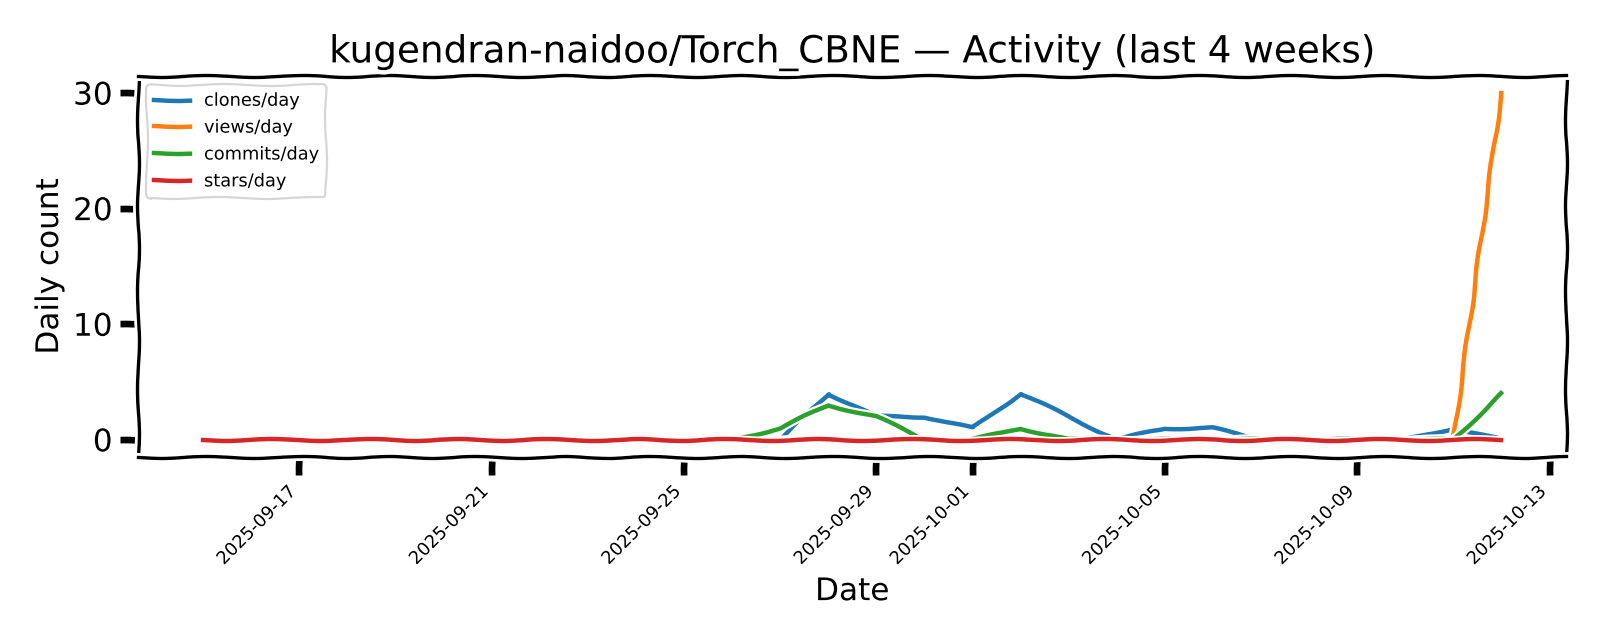 kugendran-naidoo/Torch_CBNE — Activity (last 4 weeks)
30
20
10
0
Daily count
clones/day
views/day
commits/day
stars/day
2025-09-17
2025-09-21
2025-09-25
2025-09-29
2025-10-01
2025-10-05
2025-10-09
2025-10-13
Date